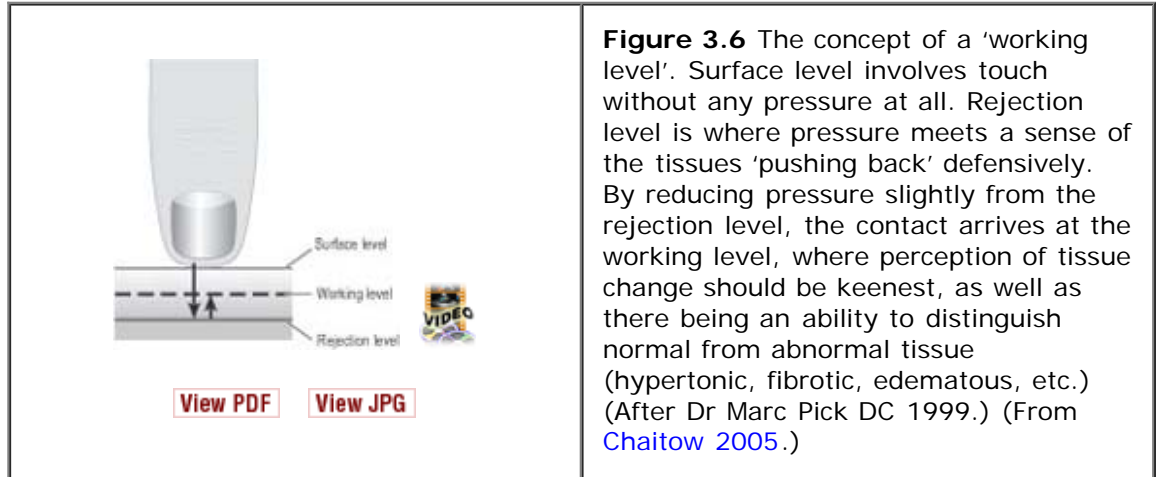 Surface level
Working level
Rejection level
VIDEO
View PDF View JPG
Figure 3.6 The concept of a ‘working
level’. Surface level involves touch
without any pressure at all. Rejection
level is where pressure meets a sense of
the tissues ‘pushing back’ defensively.
By reducing pressure slightly from the
rejection level, the contact arrives at the
working level, where perception of tissue
change should be keenest, as well as
there being an ability to distinguish
normal from abnormal tissue
(hypertonic, fibrotic, edematous, etc.)
(After Dr Marc Pick DC 1999.) (From
Chaitow 2005.)